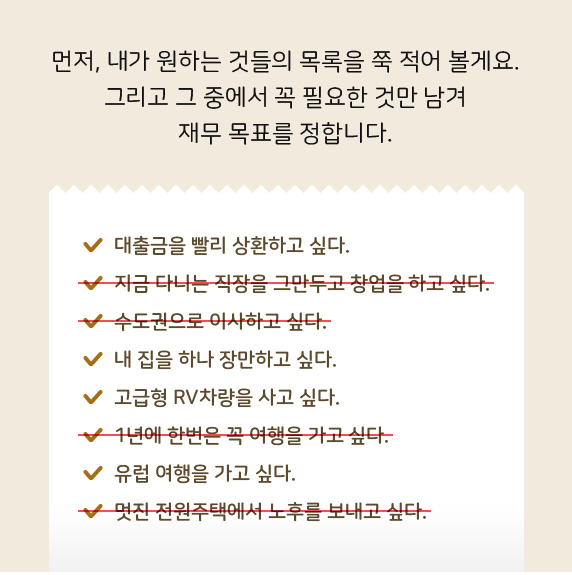 먼저, 내가 원하는 것들의 목록을 쭉 적어 볼게요.
그리고 그 중에서 꼭 필요한 것만 남겨
재무 목표를 정합니다.
대출금을 빨리 상환하고 싶다.
지금 다니는 직장을 그만두고 창업을 하고 싶다.
수도권으로 이사하고 싶다.
내 집을 하나 장만하고 싶다.
고급형 RV차량을 사고 싶다.
1년에 한번은 꼭 여행을 가고 싶다.
유럽 여행을 가고 싶다.
멋진 전원주택에서 노후를 보내고 싶다.